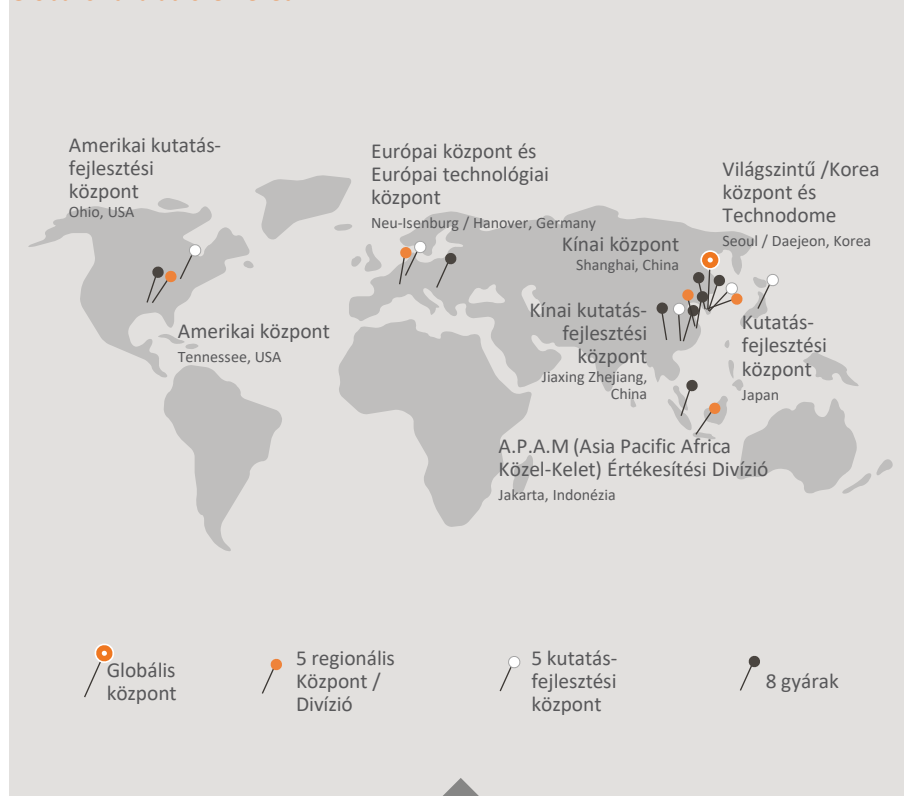 Amerikai kutatás-
fejlesztési
központ
Ohio, USA
Európai központ és
Európai technológiai
központ
Neu-Isenburg / Hanover, Germany
Világszintű /Korea
központ és
Technodome
Seoul / Daejeon, Korea
Kínai központ
Shanghai, China
Amerikai központ
Tennessee, USA
Kínai kutatás-
fejlesztési
központ
Jiaxing Zhejiang,
China
Kutatás-
fejlesztési
központ
Japan
A.P.A.M (Asia Pacific Africa
Közel-Kelet) Értékesítési Divízió
Jakarta, Indonézia
Globális
központ
5 regionális
Központ /
Divízió
5 kutatás-
fejlesztési
központ
8 gyárak